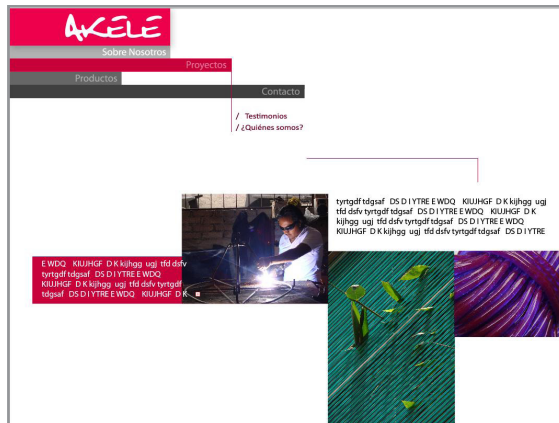 AKELE
Sobre Nosotros
Proyectos
Productos
Contacto
/ Testimonios
/ ¿Quiénes somos?
tyrtgdf tdgsaf DS D I YTRE E WDQ KIUJHGF D K kijhgg ugj
tfd dsfv tyrtgdf tdgsaf DS D I YTRE E WDQ KIUJHGF D K
kijhgg ugj tfd dsfv tyrtgdf tdgsaf DS D I YTRE E WDQ
KIUJHGF D K kijhgg ugj tfd dsfv tyrtgdf tdgsaf DS D I YTRE
E WDQ KIUJHGF D K kijhgg ugj tfd dsfv
tyrtgdf tdgsaf DS D I YTRE E WDQ
KIUJHGF D K kijhgg ugj tfd dsfv tyrtgdf
tdgsaf DS D I YTRE E WDQ KIUJHGF D K